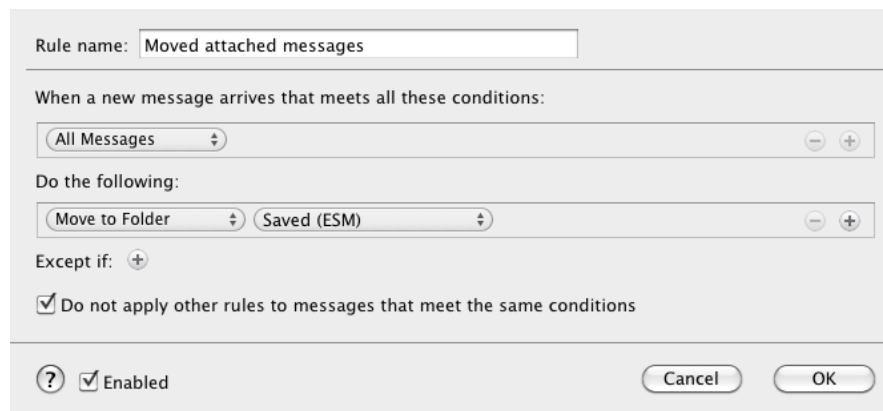 Rule name: Moved attached messages
When a new message arrives that meets all these conditions:
All Messages
Do the following:
Move to Folder Saved (ESM)
Except if:
Do not apply other rules to messages that meet the same conditions
? Enabled Cancel OK